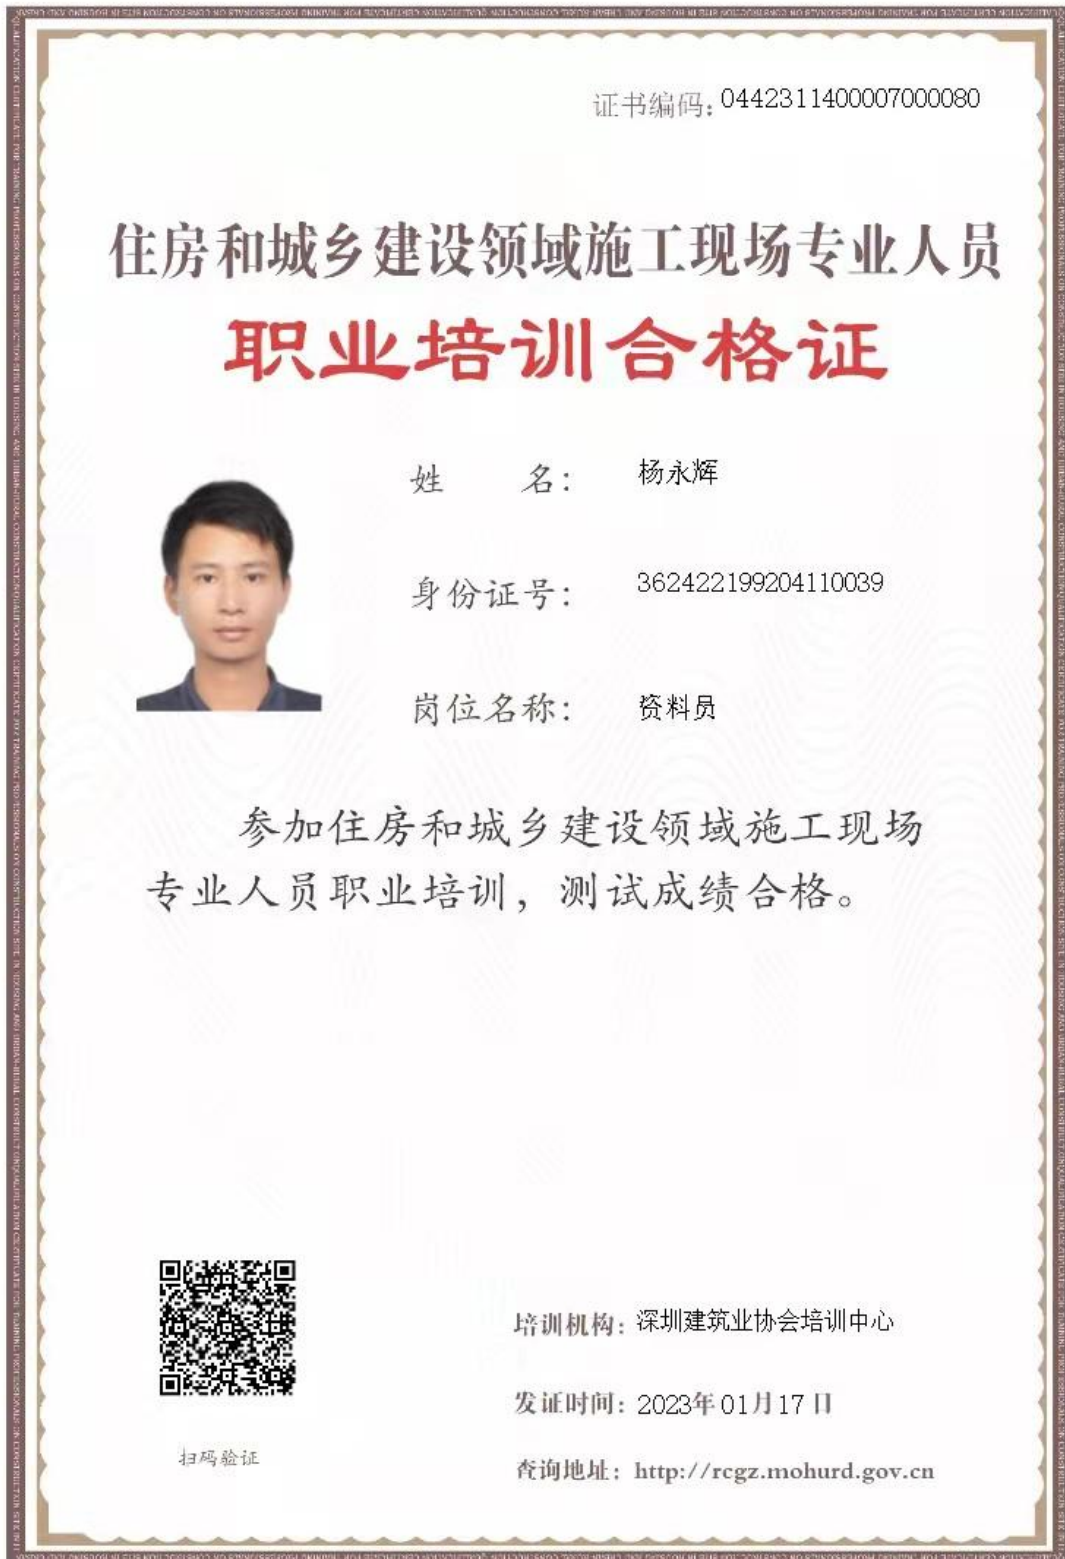 证书编码：0442311400007000080
住房和城乡建设领域施工现场专业人员
职业培训合格证
姓 名：杨永辉
身份证号：362422199204110039
岗位名称：资料员
参加住房和城乡建设领域施工现场
专业人员职业培训，测试成绩合格。
培训机构：深圳建筑业协会培训中心
发证时间：2023年01月17日
扫码验证
查询地址：http://rcgz.mohurd.gov.cn